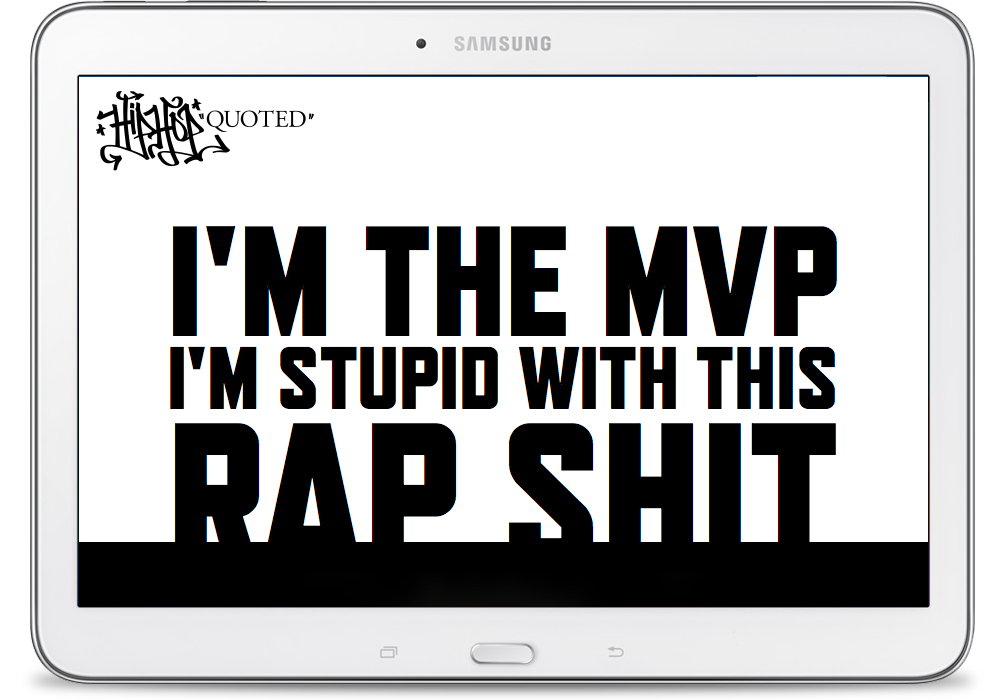 SAMSUNG
HIPHOP "QUOTED"
I'M THE MVP
I'M STUPID WITH THIS
RAP SHIT